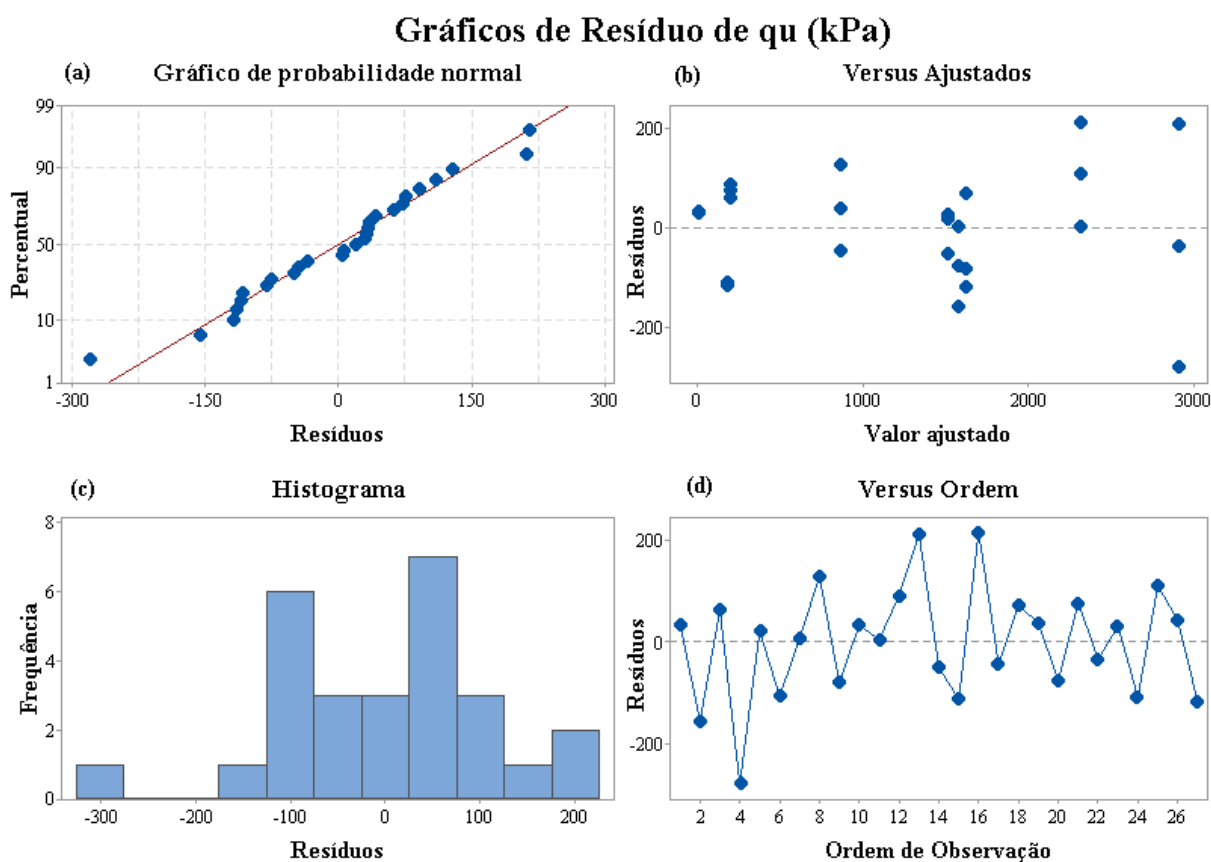 Gráficos de Resíduo de qu (kPa)
(a) Gráfico de probabilidade normal
99
90
50
10
1
Percentual
-300 -150 0 150 300
Resíduos
(b) Versus Ajustados
200
0
-200
Resíduos
0 1000 2000 3000
Valor ajustado
(c) Histograma
8
6
4
2
0
Frequência
-300 -200 -100 0 100 200
Resíduos
(d) Versus Ordem
200
0
-200
Resíduos
2 4 6 8 10 12 14 16 18 20 22 24 26
Ordem de Observação